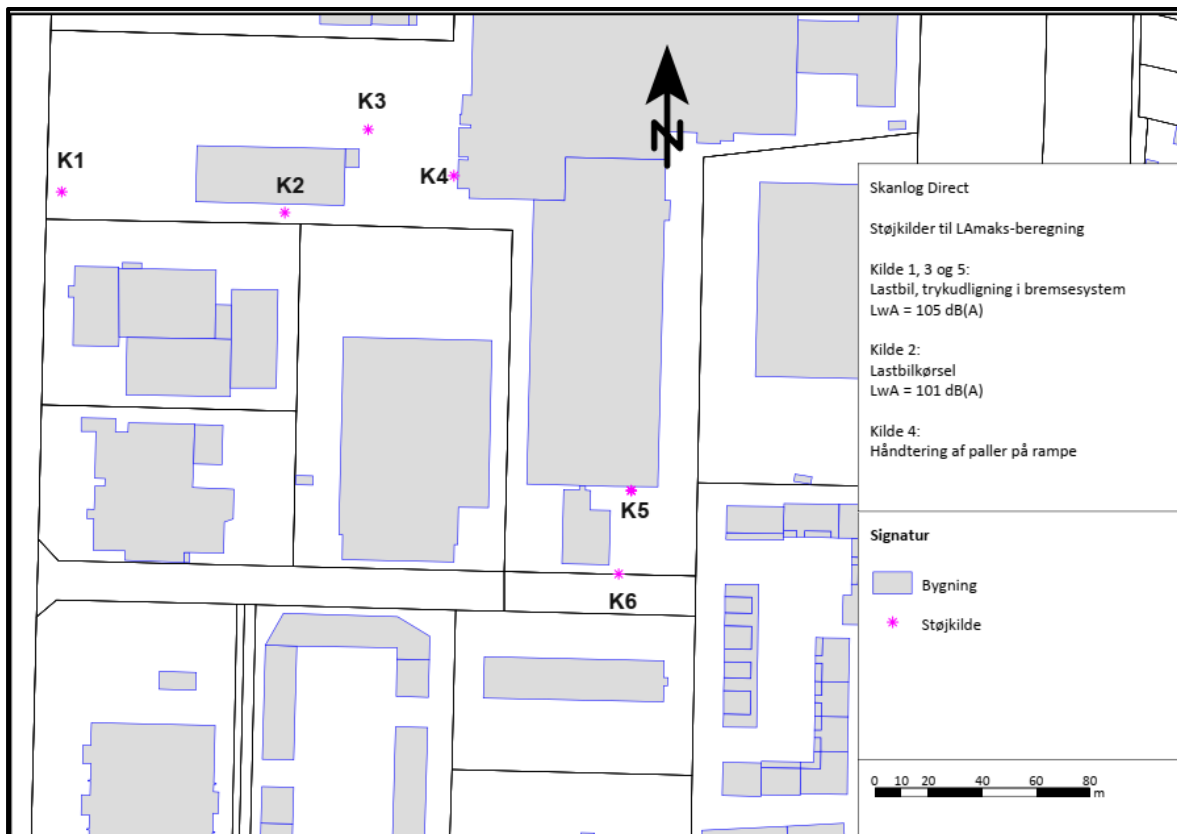 K3
K1
K4
K2
K5
K6
N
Skanlog Direct
Støjkilder til LAmaks-beregning
Kilde 1, 3 og 5:
Lastbil, trykudligning i bremsesystem
LwA = 105 dB(A)
Kilde 2:
Lastbilkørsel
LwA = 101 dB(A)
Kilde 4:
Håndtering af paller på rampe
Signatur
Bygning
Støjkilde
0 10 20 40 60 80
m